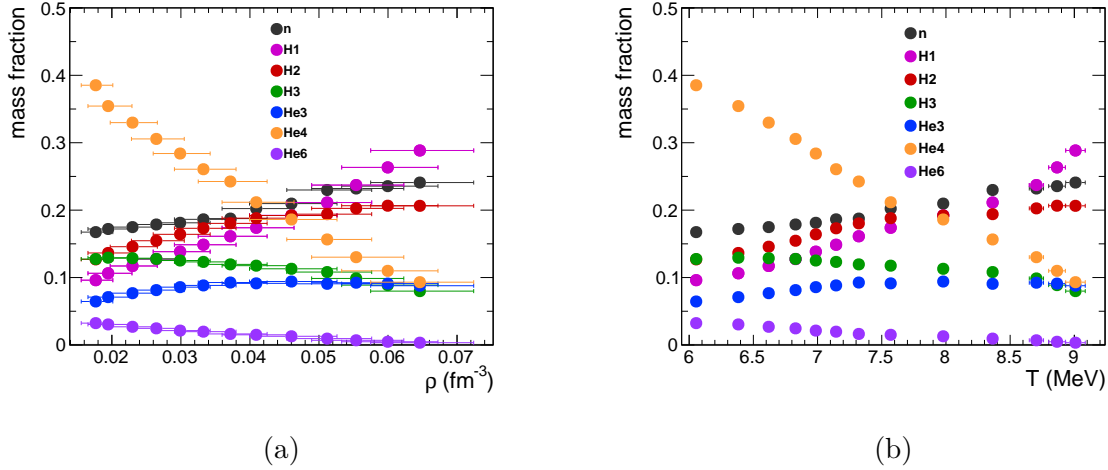 mass fraction
0.5
0.4
0.3
0.2
0.1
0
n
H1
H2
H3
He3
He4
He6
0.02 0.03 0.04 0.05 0.06 0.07
ρ (fm-3)
(a)
mass fraction
0.5
0.4
0.3
0.2
0.1
0
n
H1
H2
H3
He3
He4
He6
6 6.5 7 7.5 8 8.5 9
T (MeV)
(b)